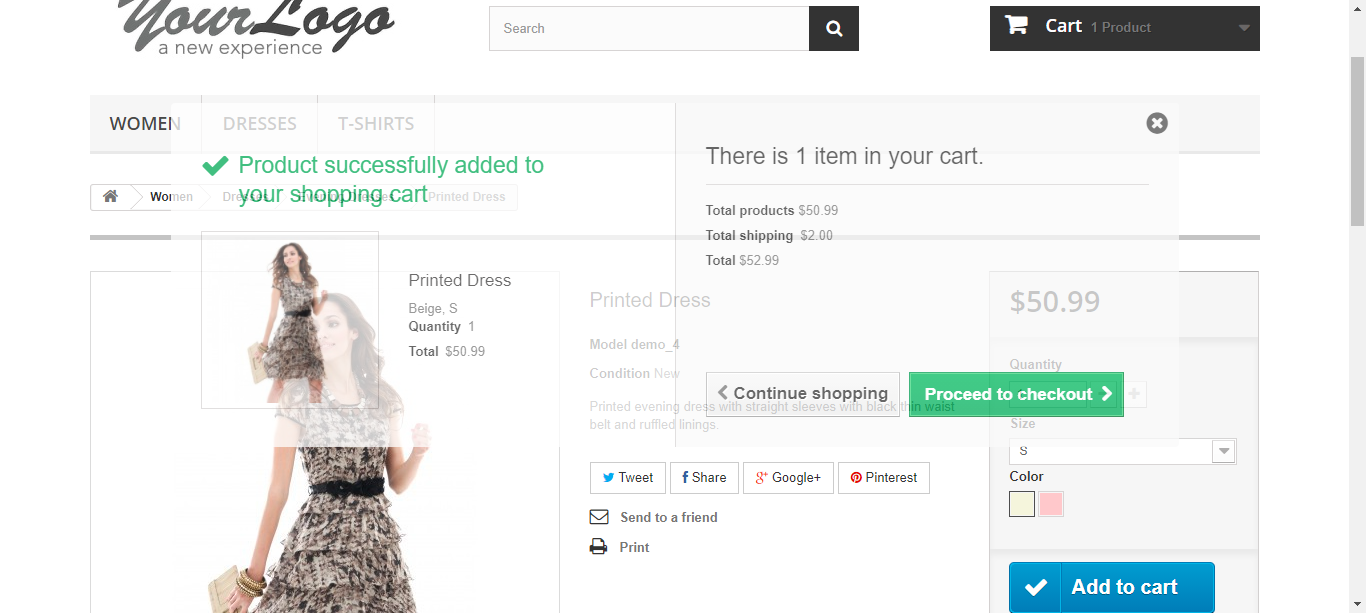 YourLogo
a new experience
Search
Cart 1 Product
WOMEN
DRESSES
T-SHIRTS
Product successfully added to
your shopping cart
Women
Dresses
Evening Dresses
Printed Dress
Printed Dress
Beige, S
Quantity 1
Total $50.99
There is 1 item in your cart.
Total products $50.99
Total shipping $2.00
Total $52.99
Continue shopping
Proceed to checkout
Printed Dress
Model demo_4
Condition New
Printed evening dress with straight sleeves with black thin waist
belt and ruffled linings.
Tweet
Share
Google+
Pinterest
Send to a friend
Print
$50.99
Quantity
Size
S
Color
Add to cart